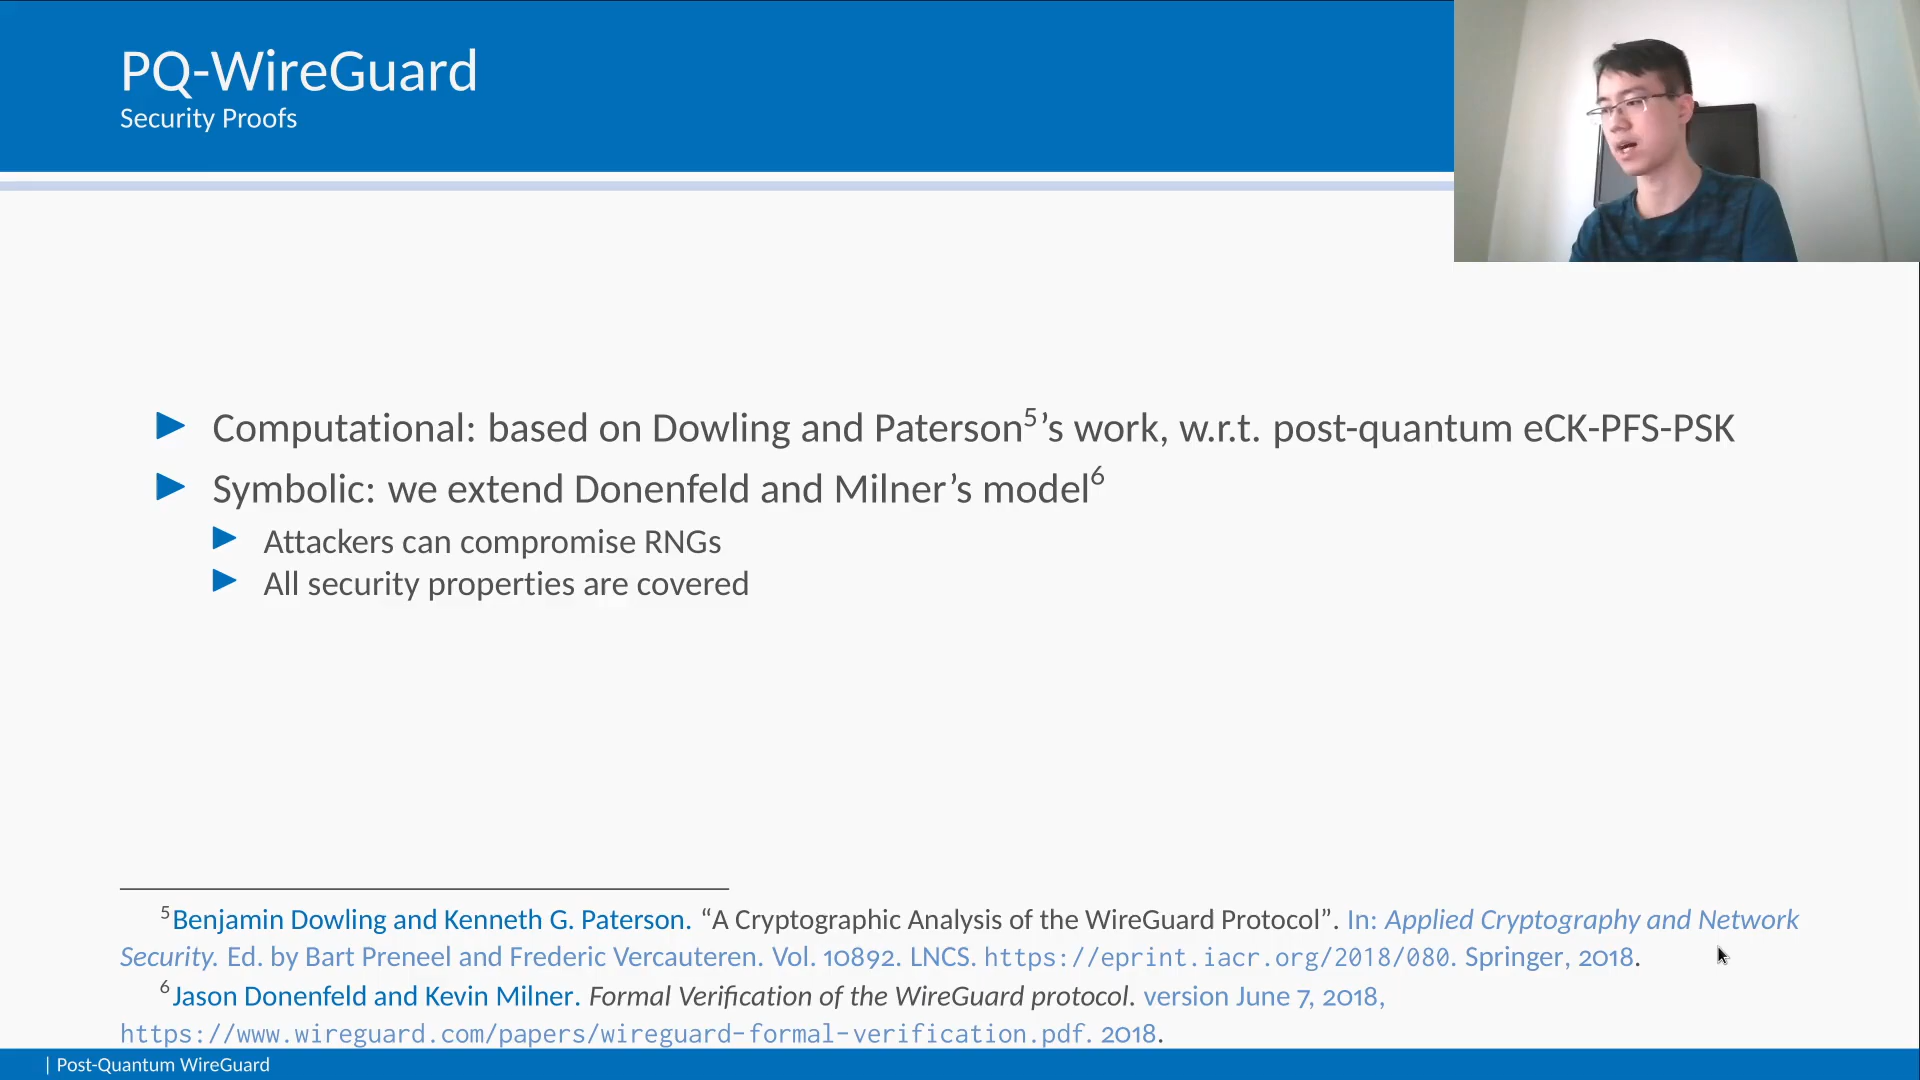 PQ-WireGuard
Security Proofs
Computational: based on Dowling and Paterson⁵’s work, w.r.t. post-quantum eCK-PFS-PSK
Symbolic: we extend Donenfeld and Milner’s model⁶
Attackers can compromise RNGs
All security properties are covered
⁵Benjamin Dowling and Kenneth G. Paterson. “A Cryptographic Analysis of the WireGuard Protocol”. In: Applied Cryptography and Network
Security. Ed. by Bart Preneel and Frederic Vercauteren. Vol. 10892. LNCS. https://eprint.iacr.org/2018/080. Springer, 2018.
⁶Jason Donenfeld and Kevin Milner. Formal Verification of the WireGuard protocol. version June 7, 2018,
https://www.wireguard.com/papers/wireguard-formal-verification.pdf. 2018.
| Post-Quantum WireGuard